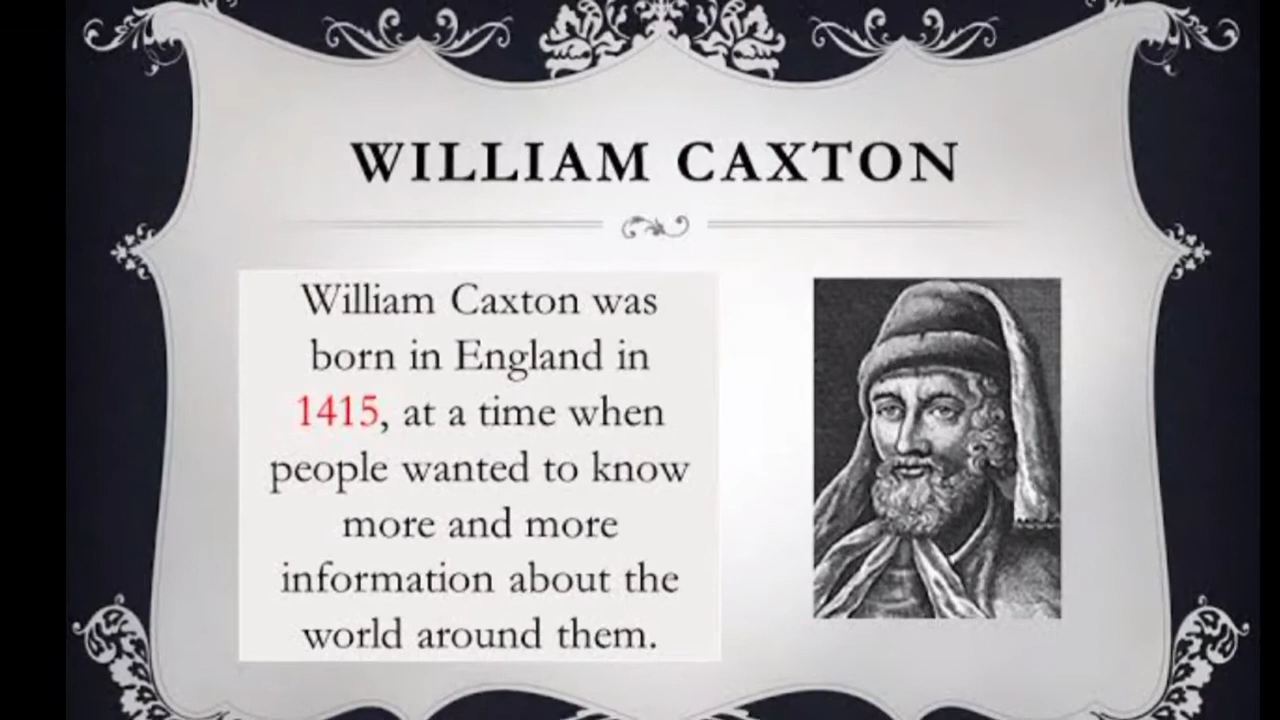 WILLIAM CAXTON
William Caxton was
born in England in
1415, at a time when
people wanted to know
more and more
information about the
world around them.